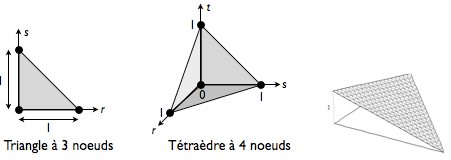 s
1
r
1
Triangle à 3 noeuds
t
1
s
0
1
1
r
Tétraèdre à 4 noeuds